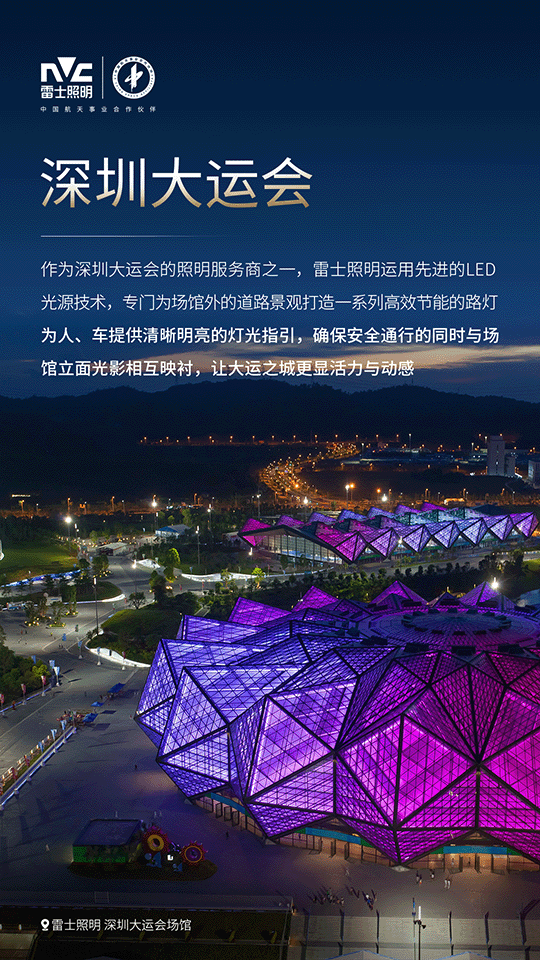 NVC
雷士照明
中国航天事业合作伙伴
深圳大运会
作为深圳大运会的照明服务商之一，雷士照明运用先进的LED
光源技术，专门为场馆外的道路景观打造一系列高效节能的路灯
为人、车提供清晰明亮的灯光指引，确保安全通行的同时与场
馆立面光影相互映衬，让大运之城更显活力与动感
雷士照明 深圳大运会场馆